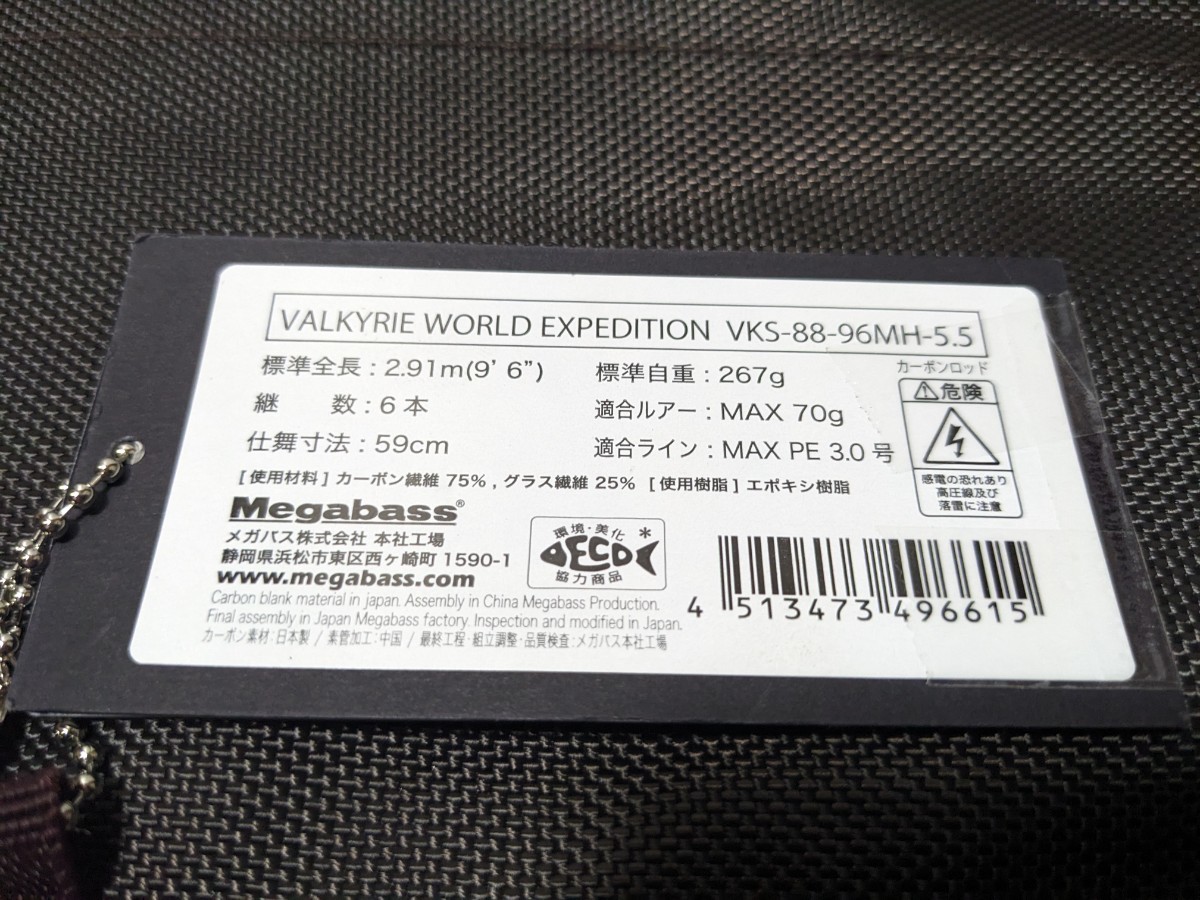 VALKYRIE WORLD EXPEDITION VKS-88-96MH-5.5
標準全長 : 2.91m(9' 6")
標準自重 : 267g
継 数 : 6本
適合ルアー : MAX 70g
仕舞寸法 : 59cm
適合ライン : MAX PE 3.0 号
[ 使用材料 ] カーボン繊維 75% , グラス繊維 25% [ 使用樹脂 ] エポキシ樹脂
カーボンロッド
⚠危険
感電の恐れあり
高圧線及び
落雷に注意
Megabass®
メガバス株式会社 本社工場
静岡県浜松市東区西ヶ崎町 1590-1
www.megabass.com
環境・美化
DECO
協力商品
Carbon blank material in japan. Assembly in China Megabass Production.
Final assembly in Japan Megabass factory. Inspection and modified in Japan.
カーボン素材 : 日本製 / 素管加工 : 中国 / 最終工程・組立調整・品質検査 : メガバス本社工場
4 513473 496615